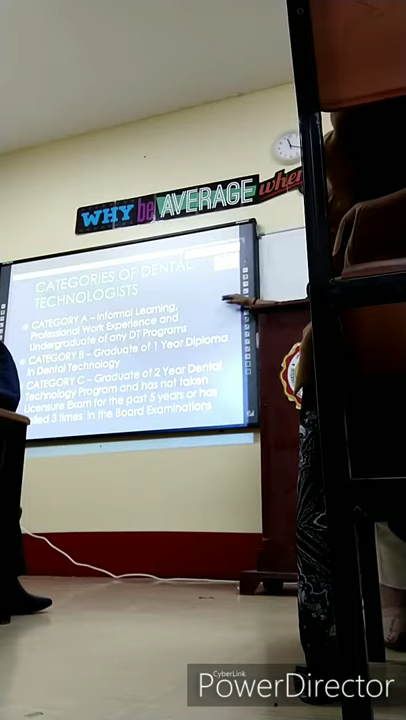 WHY be AVERAGE when
CATEGORIES OF DENTAL
TECHNOLOGISTS
CATEGORY A - Informal Learning,
Professional Work Experience and
Undergraduate of any DT Programs
CATEGORY B - Graduate of 1 Year Diploma
in Dental Technology
CATEGORY C - Graduate of 2 Year Dental
Technology Program and has not taken
Licensure Exam for the past 5 years or has
3 times in the Board Examinations
CyberLink
PowerDirector